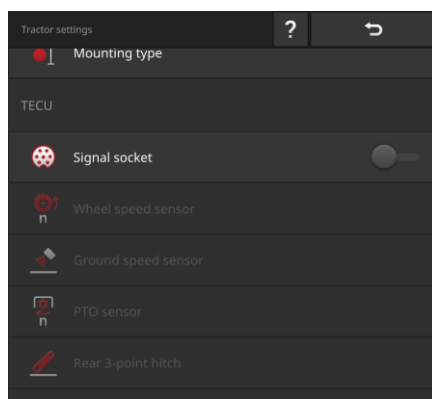 Tractor settings
?
Mounting type
TECU
Signal socket
Wheel speed sensor
n
Ground speed sensor
PTO sensor
n
Rear 3-point hitch